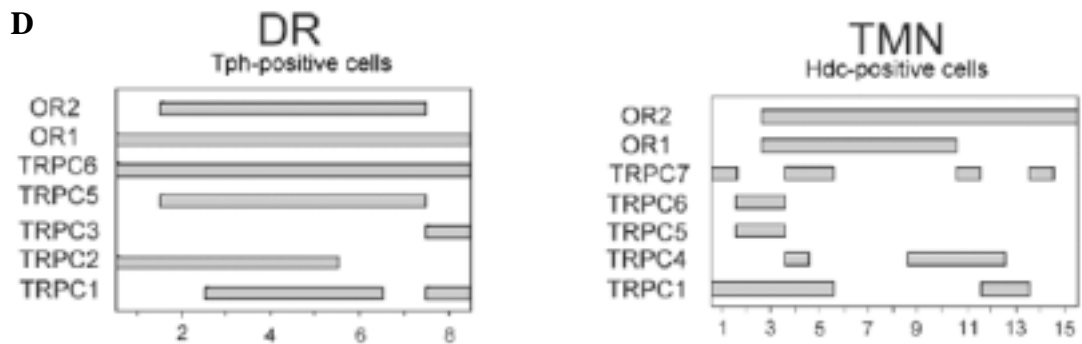 D
DR
Tph-positive cells
OR2
OR1
TRPC6
TRPC5
TRPC3
TRPC2
TRPC1
2 4 6 8
TMN
Hdc-positive cells
OR2
OR1
TRPC7
TRPC6
TRPC5
TRPC4
TRPC1
1 3 5 7 9 11 13 15